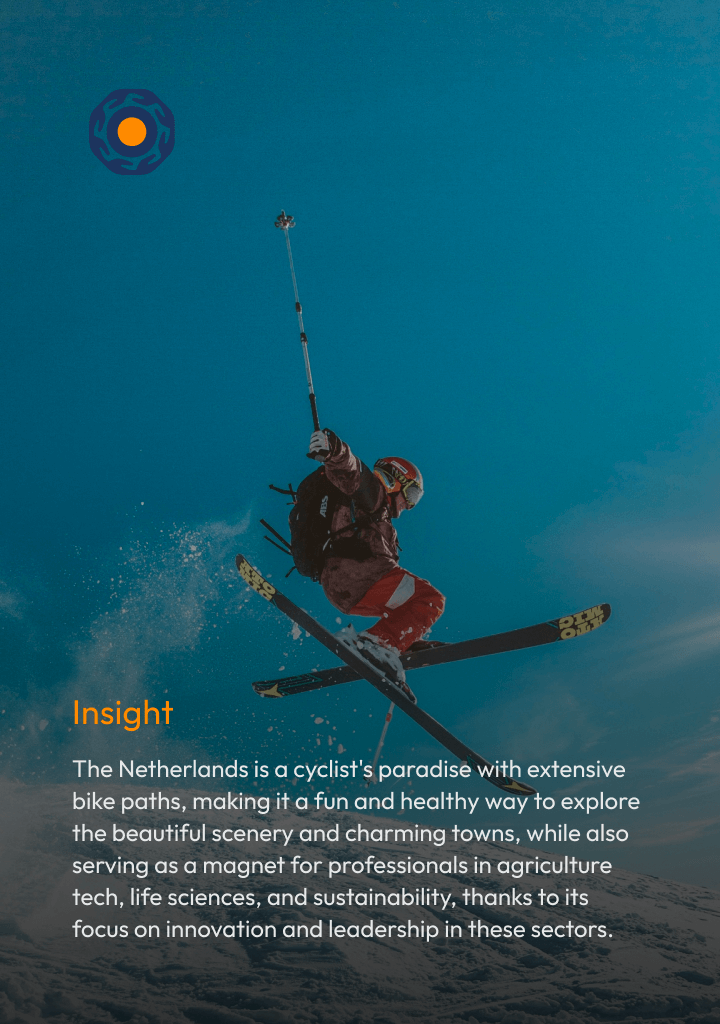 Insight
The Netherlands is a cyclist's paradise with extensive
bike paths, making it a fun and healthy way to explore
the beautiful scenery and charming towns, while also
serving as a magnet for professionals in agriculture
tech, life sciences, and sustainability, thanks to its
focus on innovation and leadership in these sectors.